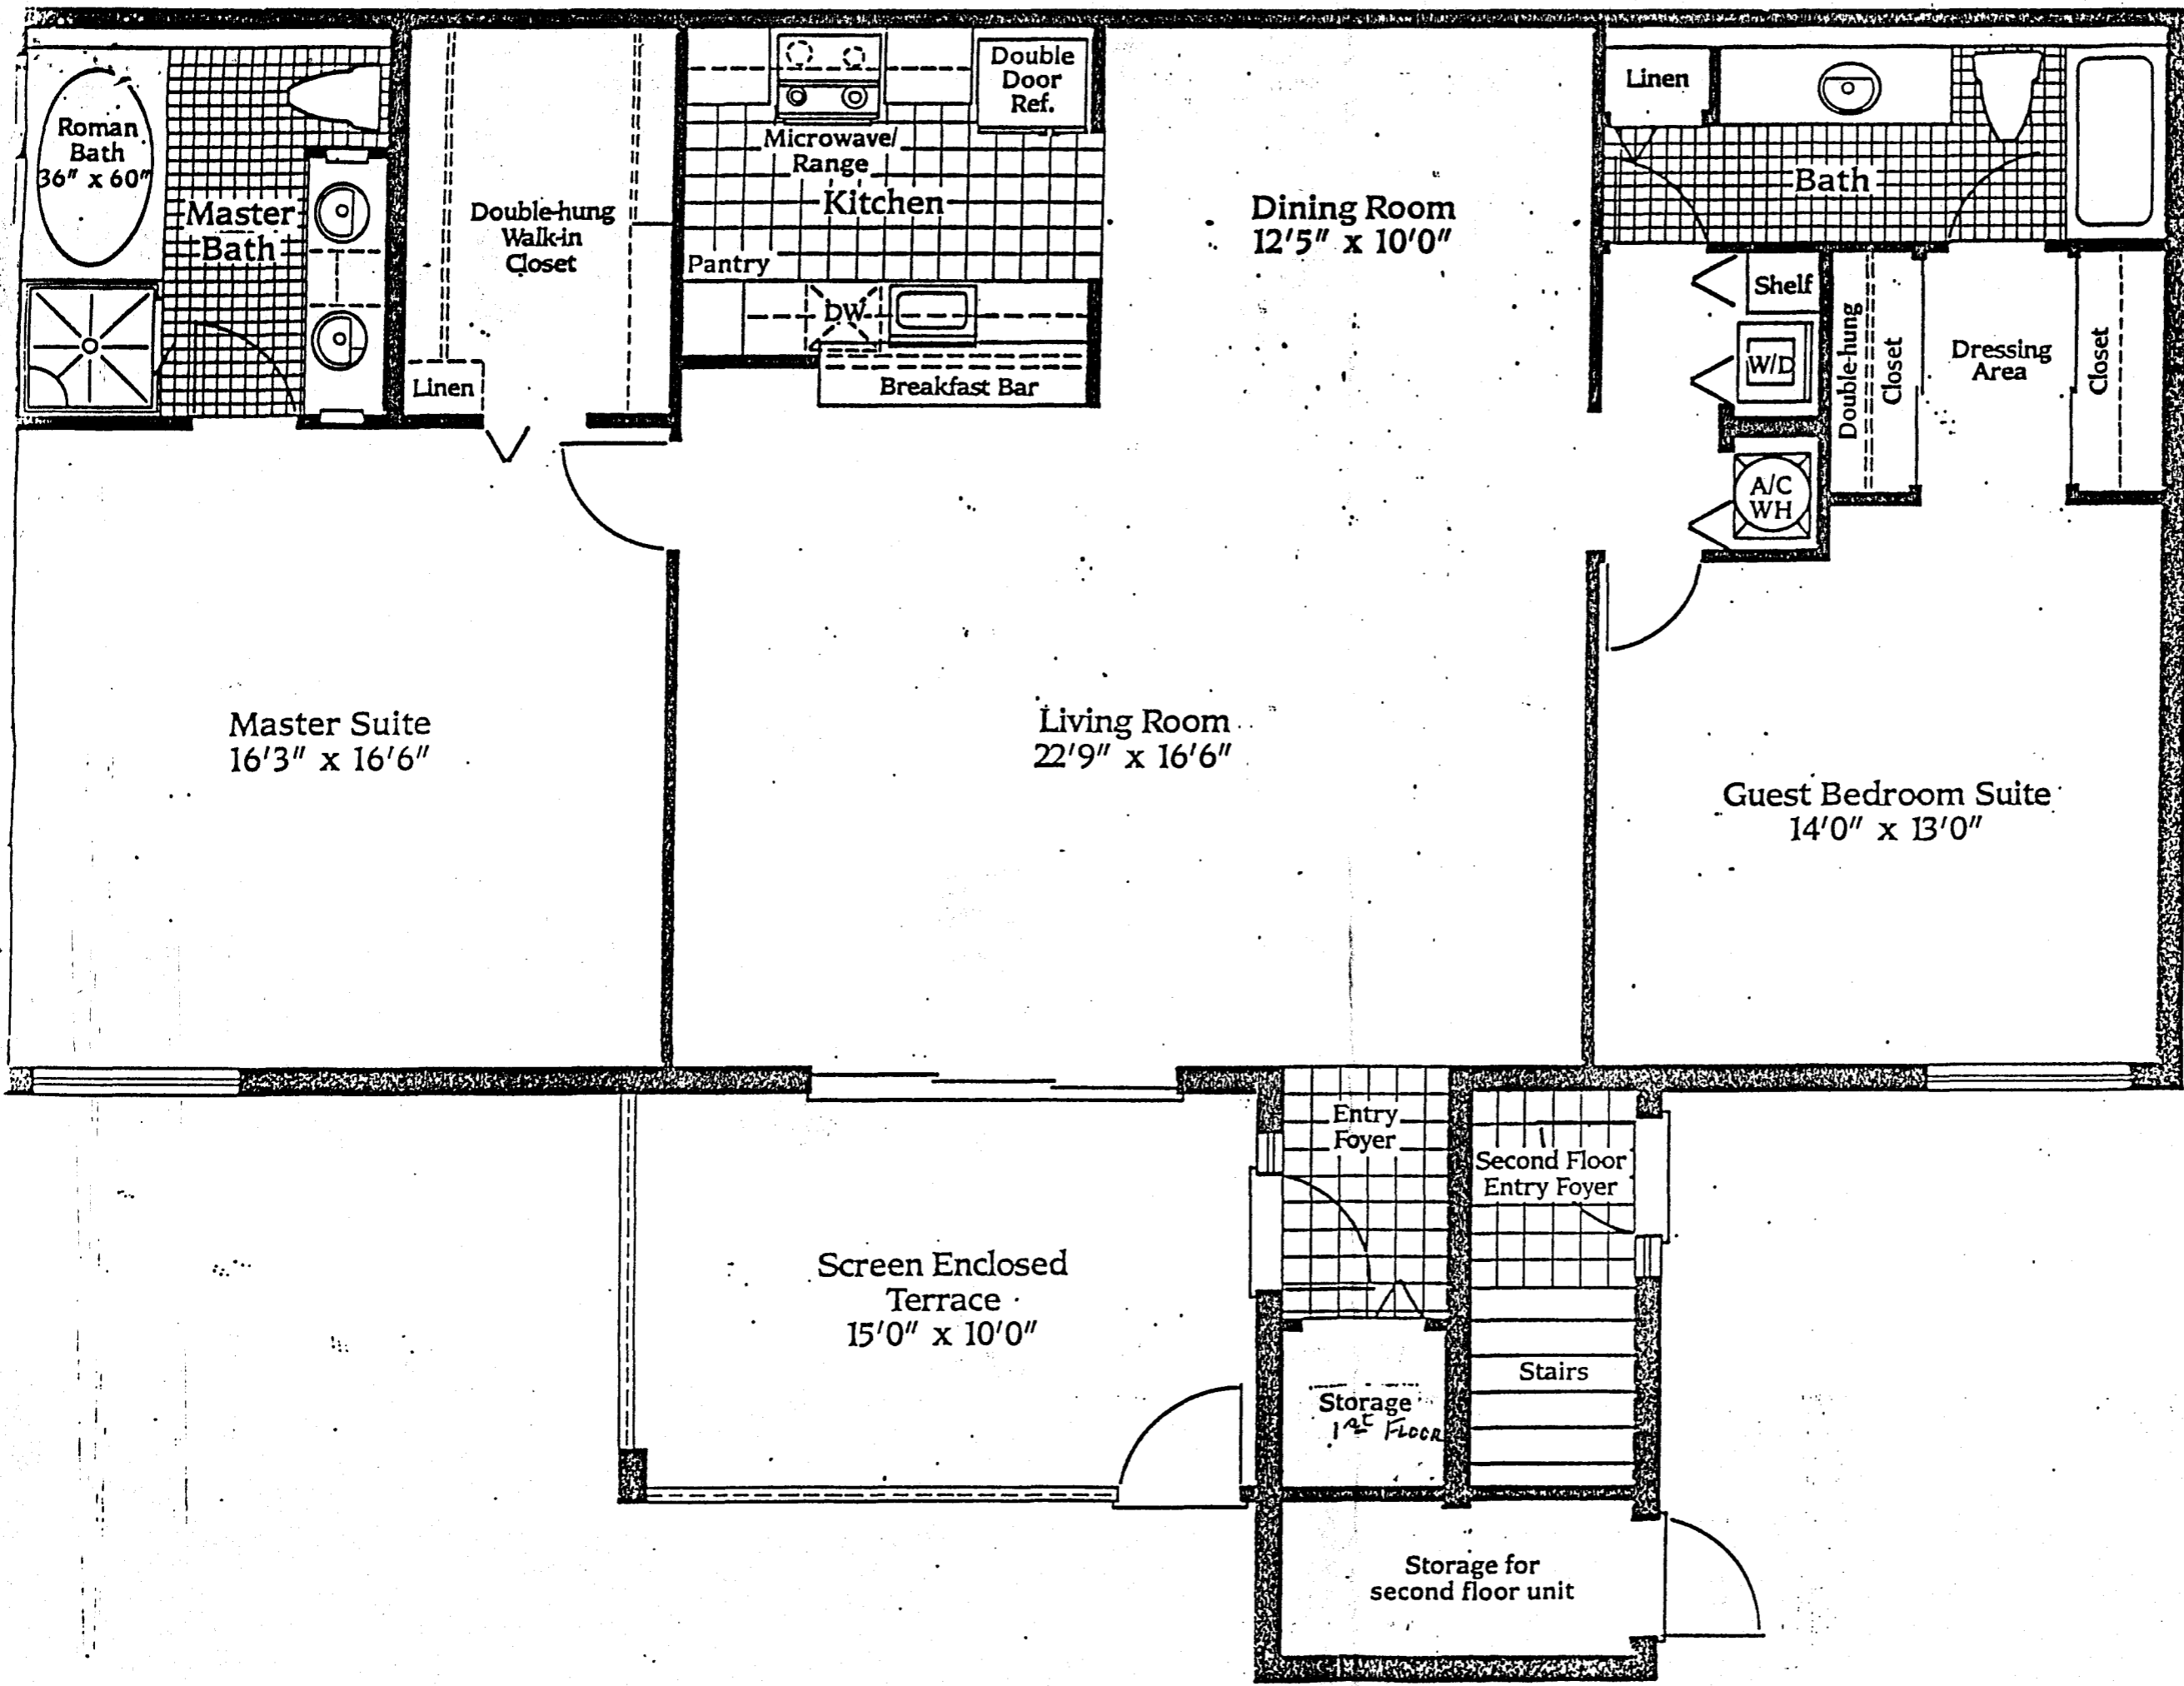 Roman
Bath
36" x 60"
Master
Bath
Double-hung
Walk-in
Closet
Linen
Double
Door
Ref.
Microwave/
Range
Kitchen
Pantry
DW
Breakfast Bar
Dining Room
12'5" x 10'0"
Linen
Bath
Shelf
W/D
A/C
WH
Double-hung
Closet
Dressing
Area
Closet
Master Suite
16'3" x 16'6"
Living Room
22'9" x 16'6"
Guest Bedroom Suite
14'0" x 13'0"
Entry
Foyer
Second Floor
Entry Foyer
Screen Enclosed
Terrace
15'0" x 10'0"
Stairs
Storage
1st FLOOR
Storage for
second floor unit